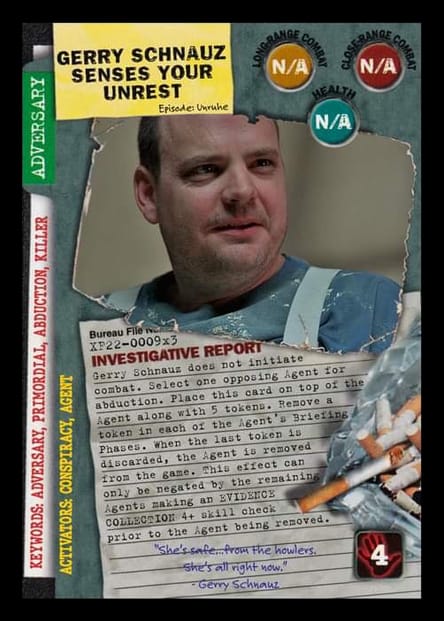 GERRY SCHNAUZ
SENSES YOUR
UNREST
Episode: Unruhe
LONG-RANGE COMBAT
N/A
CLOSE-RANGE COMBAT
N/A
HEALTH
N/A
ADVERSARY
KEYWORDS: ADVERSARY, PRIMORDIAL, ABDUCTION, KILLER
ACTIVATORS: CONSPIRACY, AGENT
Bureau File
XF22-0009x3
INVESTIGATIVE REPORT
Gerry Schnauz does not initiate
combat. Select one opposing Agent for
abduction. Place this card on top of the
Agent along with 5 tokens. Remove a
token in each of the Agent's Briefing
Phases. When the last token is
discarded, the Agent is removed
from the game. This effect can
only be negated by the remaining
Agents making an EVIDENCE
COLLECTION 4+ skill check
prior to the Agent being removed.
"She's safe...from the howlers.
She's all right now."
- Gerry Schnauz
4